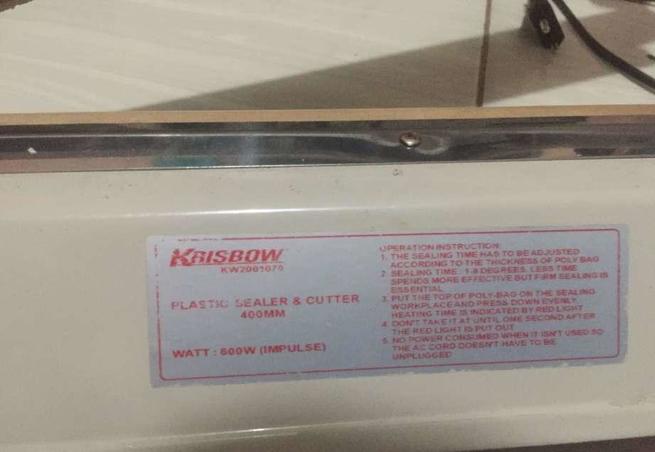 KRISBOW
KW2001070
PLASTIC SEALER & CUTTER
400MM
WATT : 600W (IMPULSE)
OPERATION INSTRUCTION:
1. THE SEALING TIME HAS TO BE ADJUSTED
ACCORDING TO THE THICKNESS OF POLY BAG
2. SEALING TIME : 1-8 DEGREES. LESS TIME
SPENDS MORE EFFECTIVE BUT FIRM SEALING IS
ESSENTIAL
3. PUT THE TOP OF POLY-BAG ON THE SEALING
WORKPLACE AND PRESS DOWN EVENLY.
HEATING TIME IS INDICATED BY RED LIGHT
4. DON'T TAKE IT AT UNTIL ONE SECOND AFTER
THE RED LIGHT IS PUT OUT
5. NO POWER CONSUMED WHEN IT ISN'T USED SO
THE AC CORD DOESN'T HAVE TO BE
UNPLUGGED